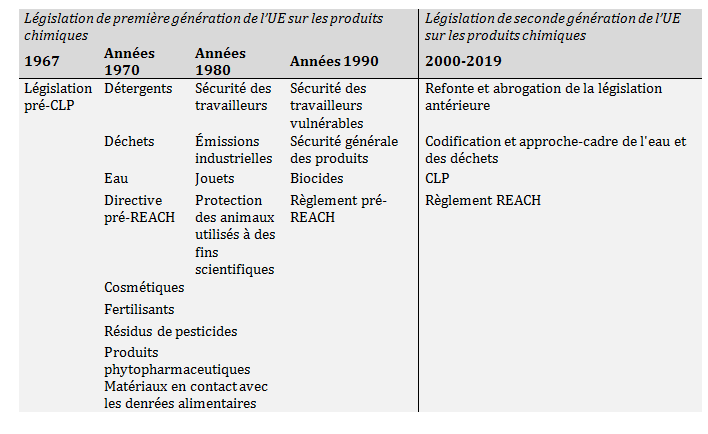 Législation de première génération de l'UE sur les produits chimiques
Législation de seconde génération de l'UE sur les produits chimiques
1967
Années 1970
Années 1980
Années 1990
2000-2019
Législation pré-CLP
Détergents
Sécurité des travailleurs
Sécurité des travailleurs vulnérables
Refonte et abrogation de la législation antérieure
Déchets
Émissions industrielles
Sécurité générale des produits
Codification et approche-cadre de l'eau et des déchets
Eau
Jouets
Biocides
CLP
Directive pré-REACH
Protection des animaux utilisés à des fins scientifiques
Règlement pré-REACH
Règlement REACH
Cosmétiques
Fertilisants
Résidus de pesticides
Produits phytopharmaceutiques
Matériaux en contact avec les denrées alimentaires